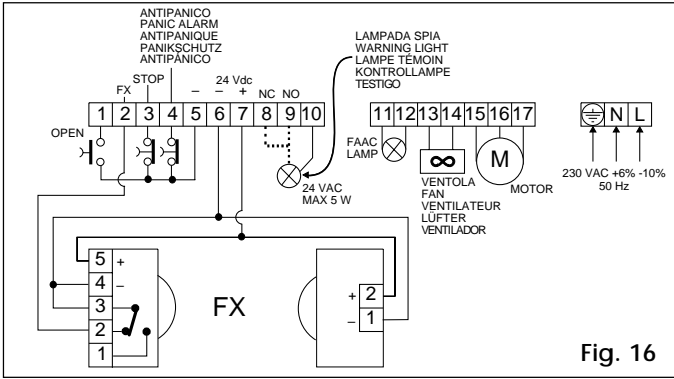 ANTIPANICO
PANIC ALARM
ANTIPANIQUE
PANIKSCHUTZ
ANTIPÁNICO
LAMPADA SPIA
WARNING LIGHT
LAMPE TÉMOIN
KONTROLLAMPE
TESTIGO
FX STOP – – 24 Vdc + NC NO
1 2 3 4 5 6 7 8 9 10
11 12 13 14 15 16 17
N L
OPEN
FAAC
LAMP
M
24 VAC
MAX 5 W
VENTOLA
FAN
VENTILATEUR
LÜFTER
VENTILADOR
MOTOR
230 VAC +6% -10%
50 Hz
5 +
4 –
3
2
1
FX
+ 2
– 1
Fig. 16